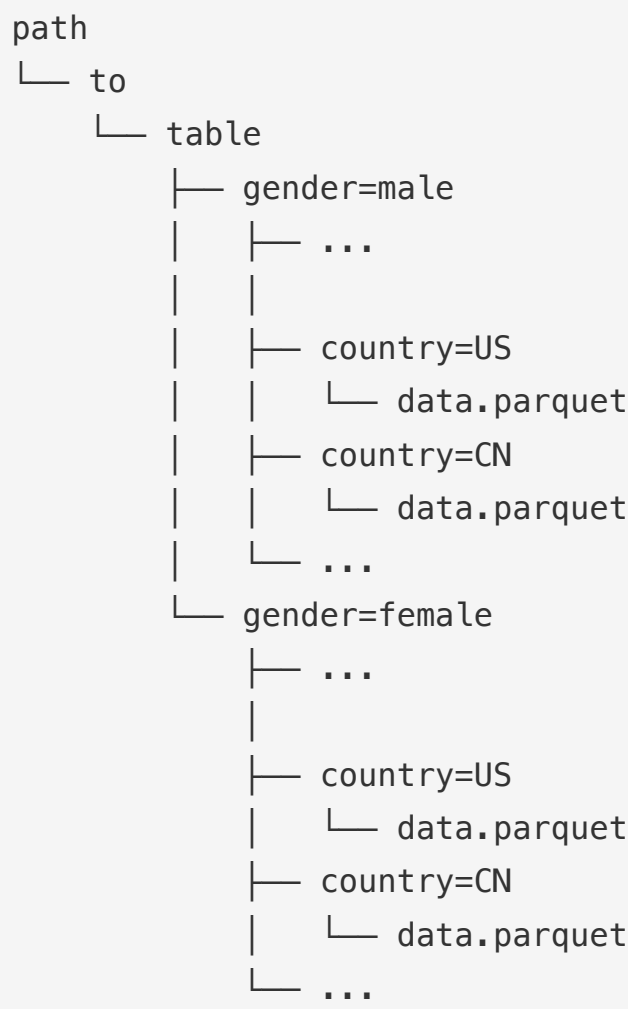 path
└── to
    └── table
        ├── gender=male
        │   ├── ...
        │   │
        │   ├── country=US
        │   │   └── data.parquet
        │   ├── country=CN
        │   │   └── data.parquet
        │   └── ...
        └── gender=female
            ├── ...
            │
            ├── country=US
            │   └── data.parquet
            ├── country=CN
            │   └── data.parquet
            └── ...